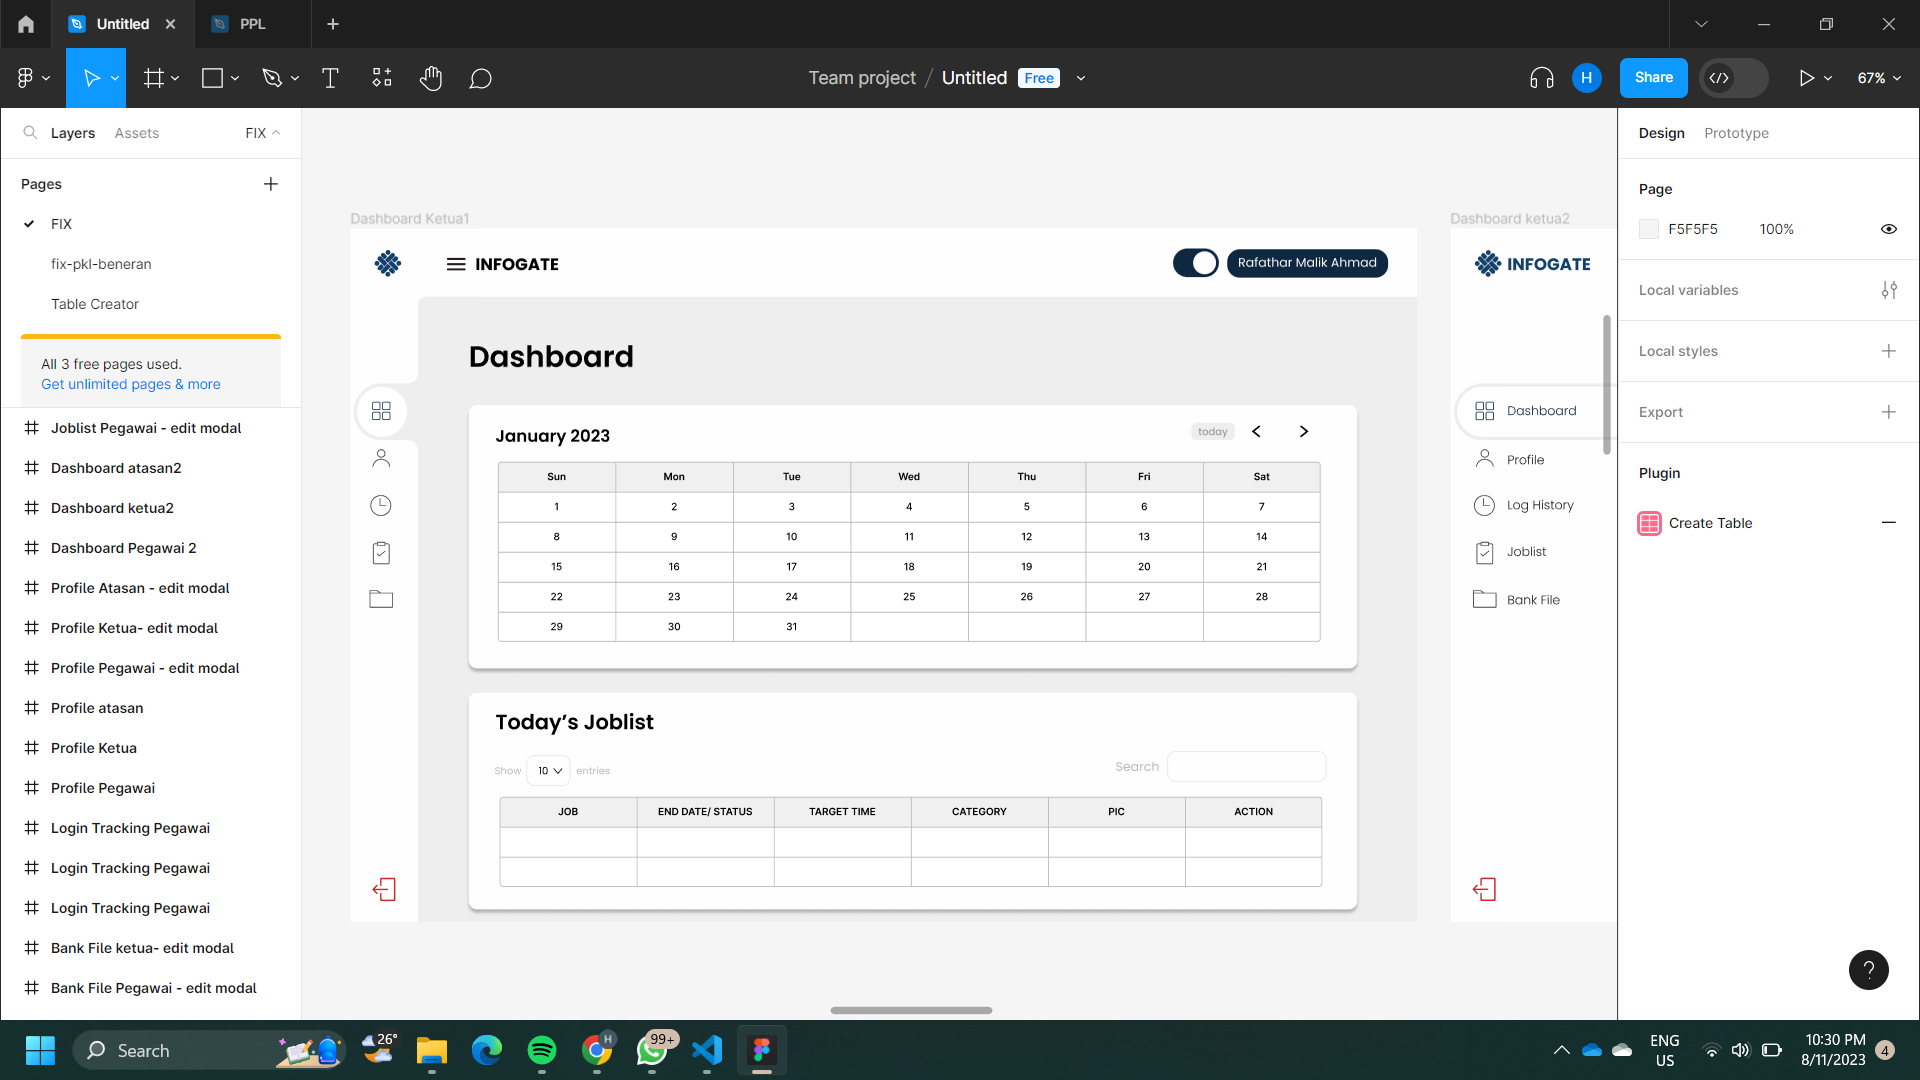 Untitled
PPL
Team project / Untitled Free
H
Share
67%
Layers
Assets
FIX
Pages
FIX
fix-pkl-beneran
Table Creator
All 3 free pages used.
Get unlimited pages & more
Joblist Pegawai - edit modal
Dashboard atasan2
Dashboard ketua2
Dashboard Pegawai 2
Profile Atasan - edit modal
Profile Ketua- edit modal
Profile Pegawai - edit modal
Profile atasan
Profile Ketua
Profile Pegawai
Login Tracking Pegawai
Login Tracking Pegawai
Login Tracking Pegawai
Bank File ketua- edit modal
Bank File Pegawai - edit modal
Dashboard Ketua1
INFOGATE
Rafathar Malik Ahmad
Dashboard
January 2023
today
Sun Mon Tue Wed Thu Fri Sat
1 2 3 4 5 6 7
8 9 10 11 12 13 14
15 16 17 18 19 20 21
22 23 24 25 26 27 28
29 30 31
Today's Joblist
Show 10 entries
Search
JOB END DATE/ STATUS TARGET TIME CATEGORY PIC ACTION
Dashboard ketua2
INFOGATE
Dashboard
Profile
Log History
Joblist
Bank File
Design
Prototype
Page
F5F5F5 100%
Local variables
Local styles
Export
Plugin
Create Table
?
Search
26°
H
99+
ENG
US
10:30 PM
8/11/2023
4